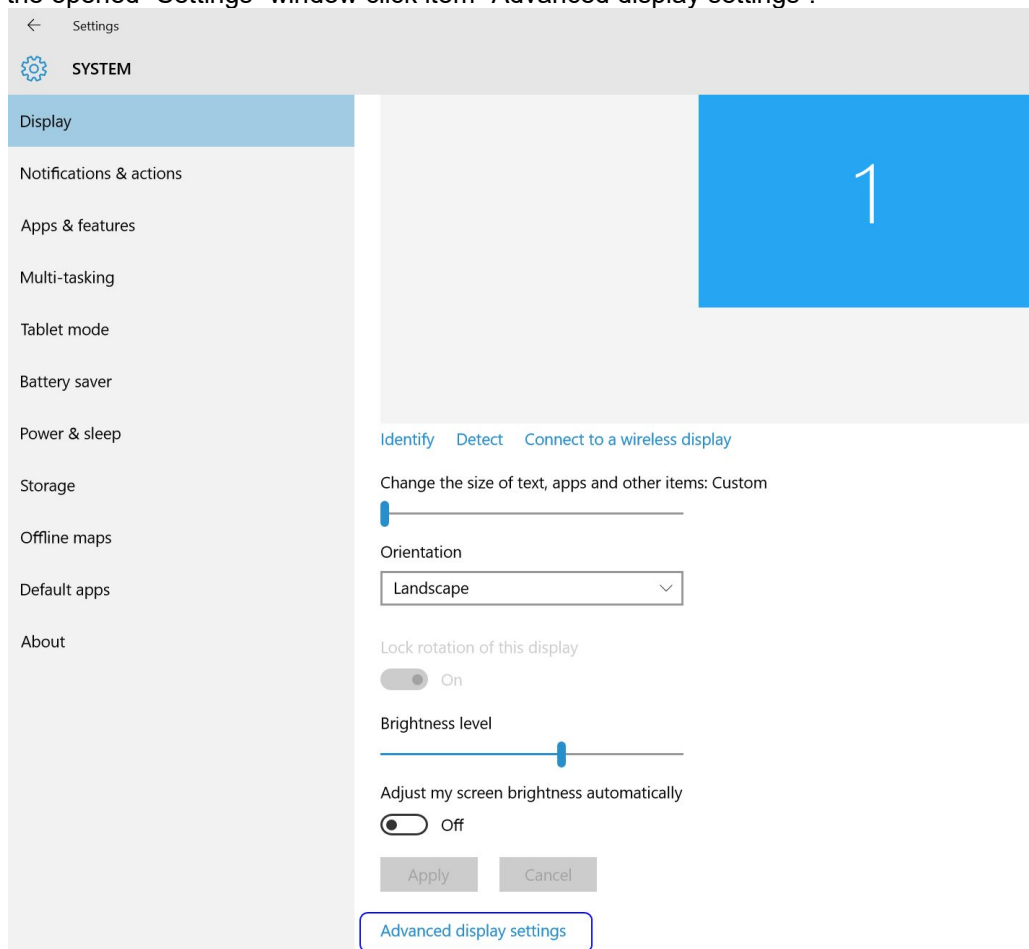 the opened "Settings" window click item "Advanced display settings".
← Settings
SYSTEM
Display
Notifications & actions
Apps & features
Multi-tasking
Tablet mode
Battery saver
Power & sleep
Storage
Offline maps
Default apps
About
1
Identify Detect Connect to a wireless display
Change the size of text, apps and other items: Custom
Orientation
Landscape
Lock rotation of this display
On
Brightness level
Adjust my screen brightness automatically
Off
Apply Cancel
Advanced display settings